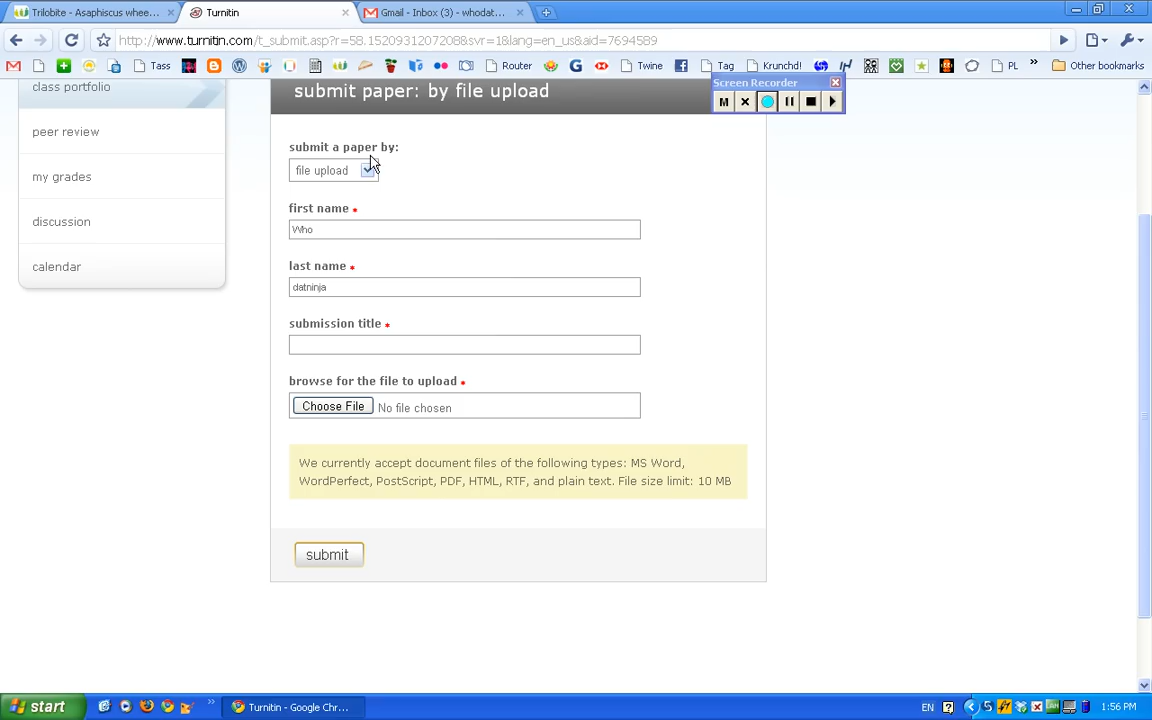 Trilobite - Asaphiscus whee...
Turnitin
Gmail - Inbox (3) - whodat...
http://www.turnitin.com/t_submit.asp?r=58.1520931207208&svr=1&lang=en_us&aid=7694589
Tass
Router
Twine
Tag
Krunchd!
PL
Other bookmarks
Screen Recorder
M
class portfolio
peer review
my grades
discussion
calendar
submit paper: by file upload
submit a paper by:
file upload
first name *
Who
last name *
datninja
submission title *
browse for the file to upload *
Choose File No file chosen
We currently accept document files of the following types: MS Word,
WordPerfect, PostScript, PDF, HTML, RTF, and plain text. File size limit: 10 MB
submit
start
Turnitin - Google Chr...
EN
1:56 PM